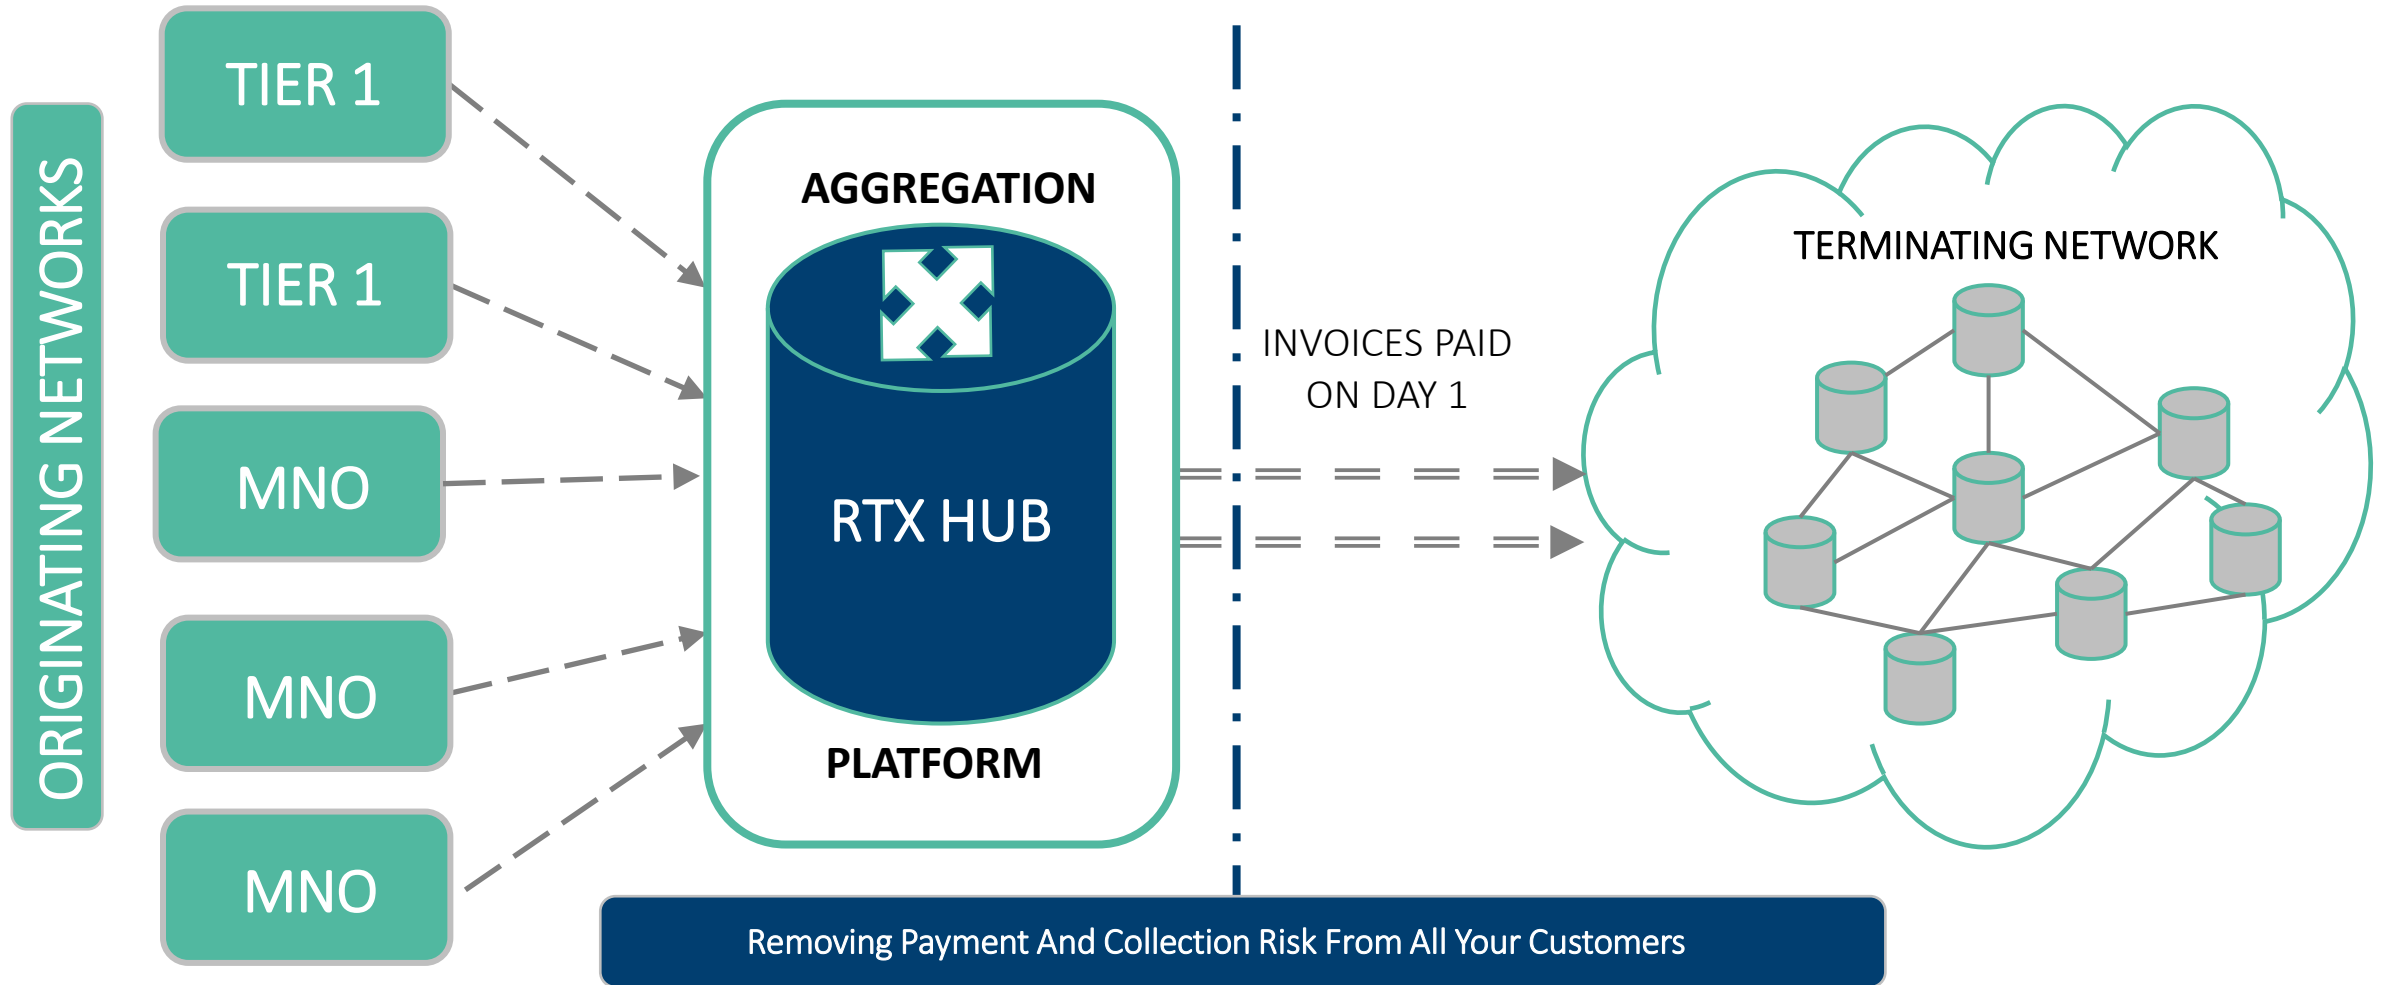 ORIGINATING NETWORKS
TIER 1
TIER 1
MNO
MNO
MNO
AGGREGATION
RTX HUB
PLATFORM
INVOICES PAID
ON DAY 1
TERMINATING NETWORK
Removing Payment And Collection Risk From All Your Customers